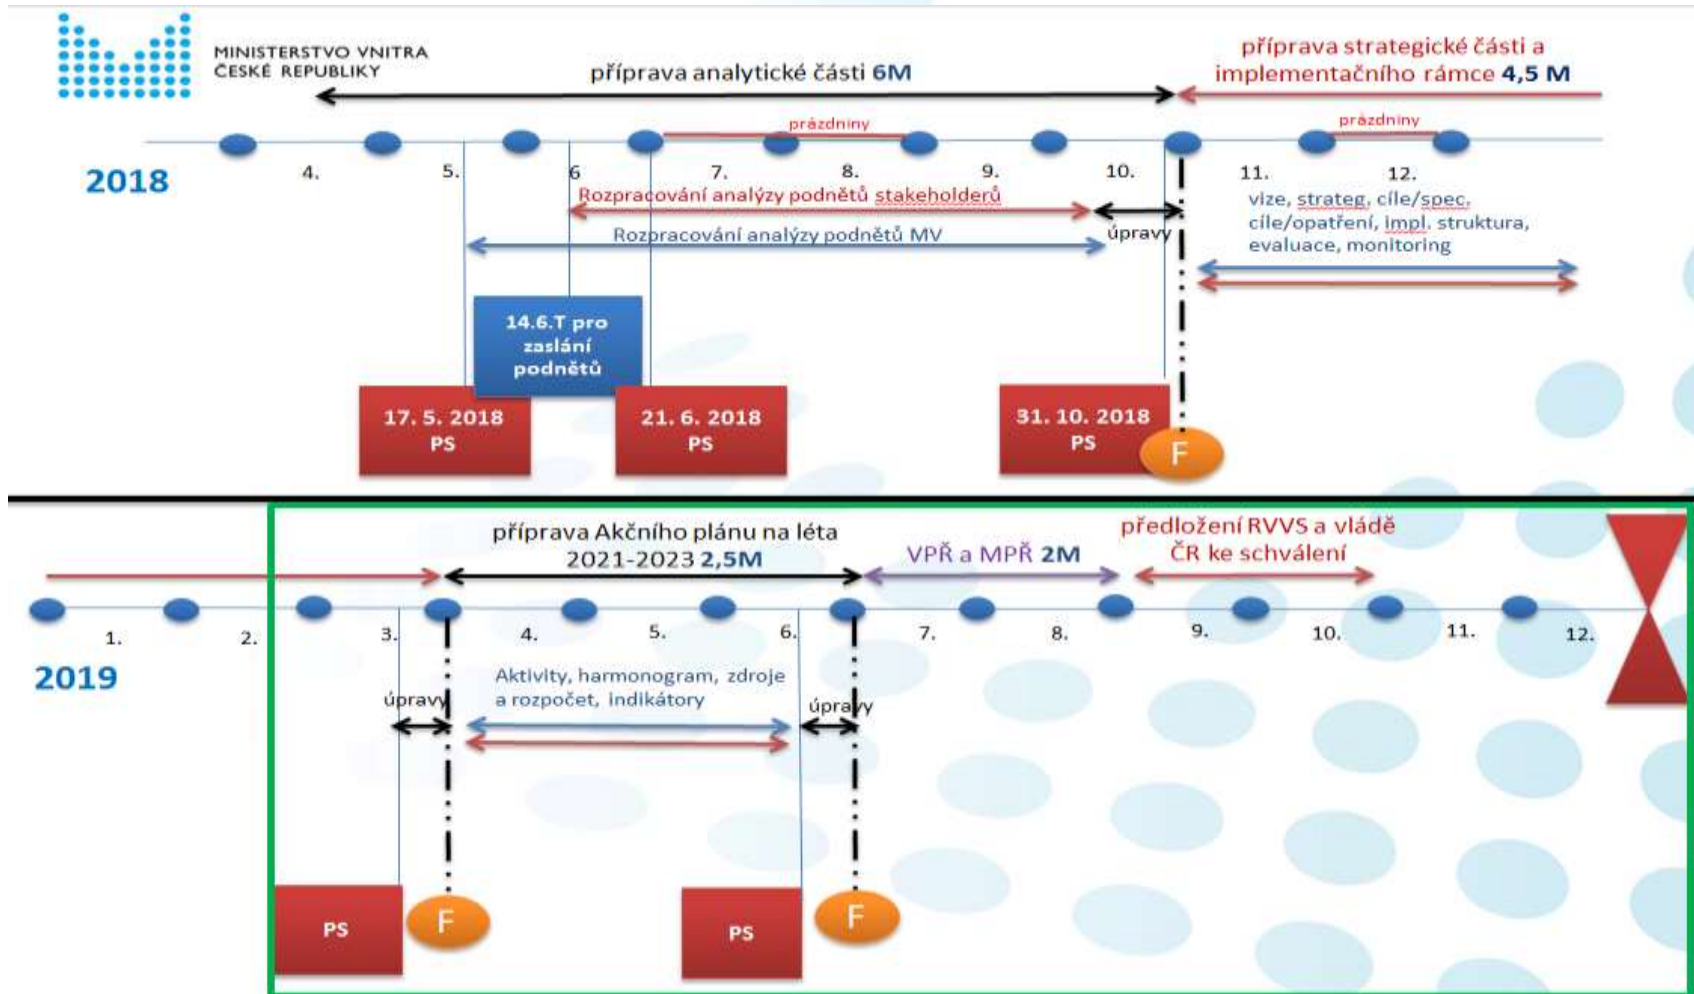 MINISTERSTVO VNITRA
ČESKÉ REPUBLIKY
příprava analytické části 6M
příprava strategické části a
implementačního rámce 4,5 M
prázdniny
prázdniny
2018
4.
5.
6
7.
8.
9.
10.
11.
12.
Rozpracování analýzy podnětů stakeholderů
Rozpracování analýzy podnětů MV
úpravy
vize, strateg, cíle/spec.
cíle/opatření, impl. struktura,
evaluace, monitoring
14.6.T pro
zaslání
podnětů
17. 5. 2018
PS
21. 6. 2018
PS
31. 10. 2018
PS
F
příprava Akčního plánu na léta
2021-2023 2,5M
VPŘ a MPŘ 2M
předložení RVVS a vládě
ČR ke schválení
1.
2.
3.
4.
5.
6.
7.
8.
9.
10.
11.
12.
2019
úpravy
Aktivity, harmonogram, zdroje
a rozpočet, indikátory
úpravy
PS
F
PS
F